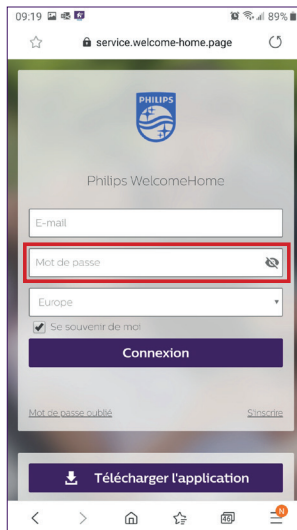 09:19 89%
service.welcome-home.page
PHILIPS
Philips WelcomeHome
E-mail
Mot de passe
Europe
Se souvenir de moi
Connexion
Mot de passe oublié S'inscrire
Télécharger l'application
46 N